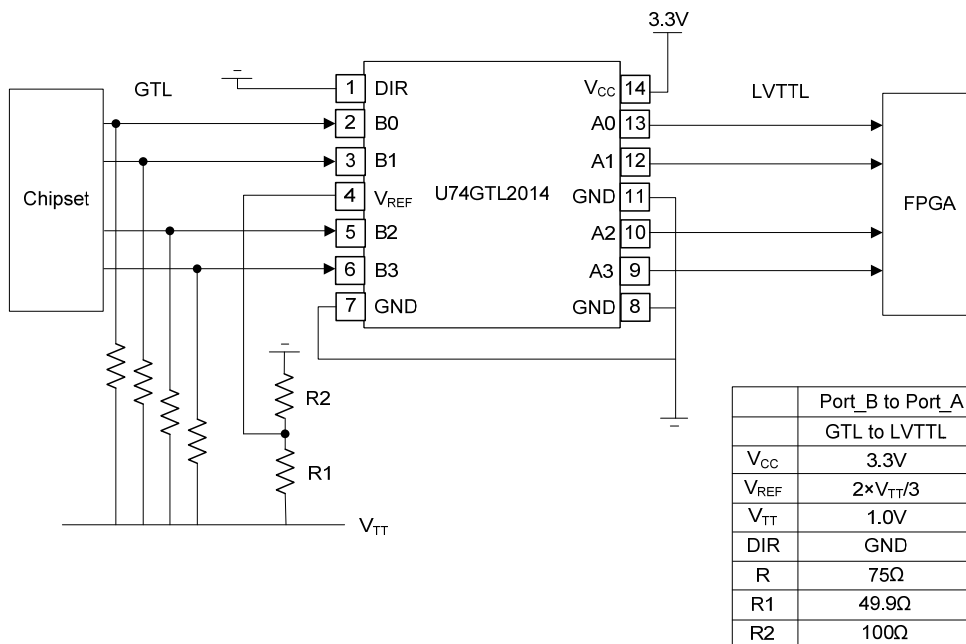 3.3V
GTL
LVTTL
Chipset
U74GTL2014
FPGA
1 DIR
2 B0
3 B1
4 VREF
5 B2
6 B3
7 GND
VCC 14
A0 13
A1 12
GND 11
A2 10
A3 9
GND 8
R2
R1
VTT
Port_B to Port_A
GTL to LVTTL
VCC 3.3V
VREF 2×VTT/3
VTT 1.0V
DIR GND
R 75Ω
R1 49.9Ω
R2 100Ω